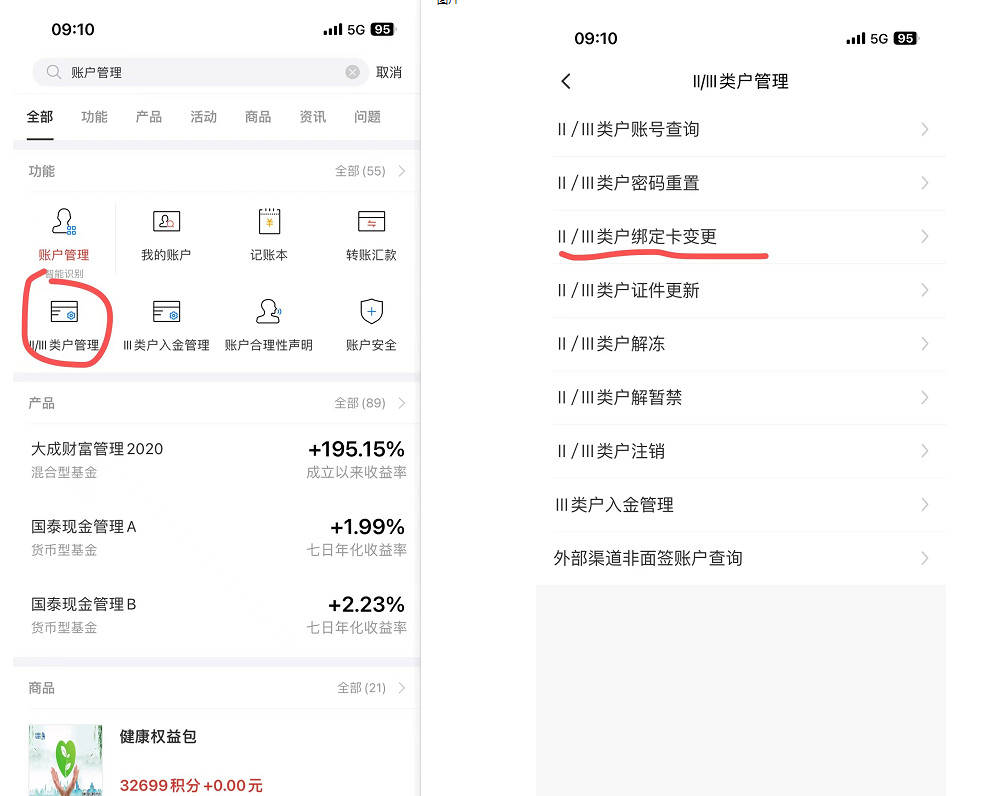 09:10
5G 95
账户管理
取消
全部 功能 产品 活动 商品 资讯 问题
功能 全部 (55)
账户管理 我的账户 记账本 转账汇款
智能识别
II/III类户管理 III类户入金管理 账户合理性声明 账户安全
产品 全部 (89)
大成财富管理2020 +195.15%
混合型基金 成立以来收益率
国泰现金管理A +1.99%
货币型基金 七日年化收益率
国泰现金管理B +2.23%
货币型基金 七日年化收益率
商品 全部 (21)
健康权益包
32699积分+0.00元
09:10
5G 95
II/III类户管理
II/III类户账号查询
II/III类户密码重置
II/III类户绑定卡变更
II/III类户证件更新
II/III类户解冻
II/III类户解暂禁
II/III类户注销
III类户入金管理
外部渠道非面签账户查询